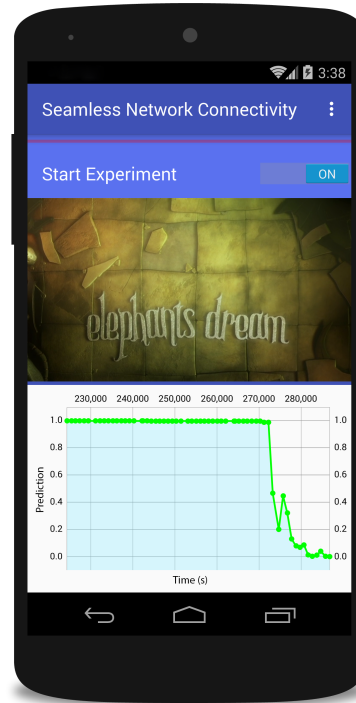 3:38
Seamless Network Connectivity
Start Experiment ON
elephants dream
230,000 240,000 250,000 260,000 270,000 280,000
1.0 1.0
0.8 0.8
0.6 0.6
0.4 0.4
0.2 0.2
0.0 0.0
Prediction
Time (s)